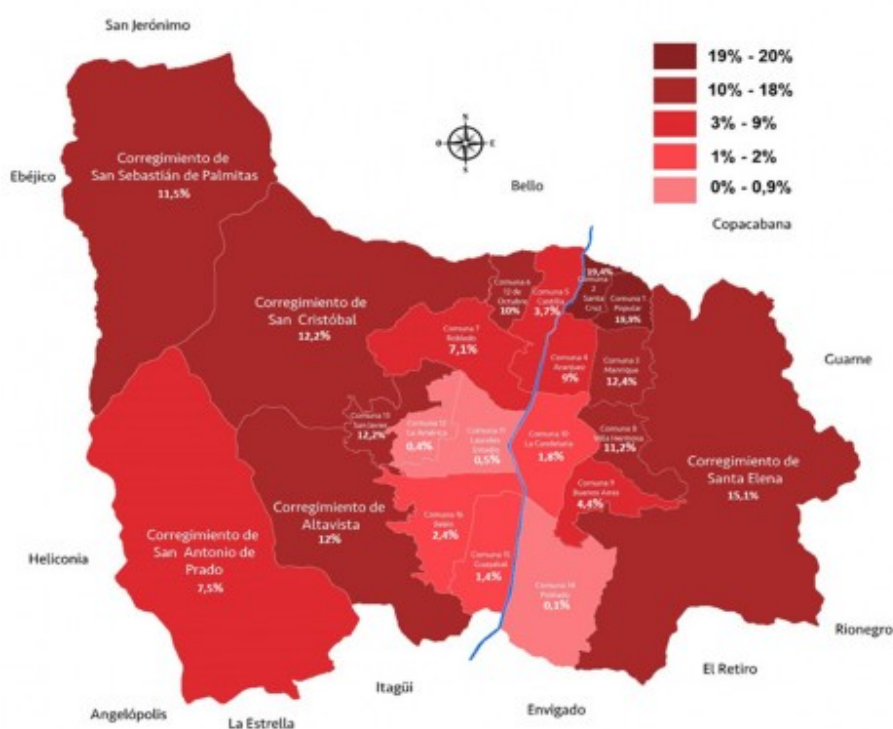 San Jerónimo
19% - 20%
10% - 18%
3% - 9%
1% - 2%
0% - 0,9%
N
O
E
S
Corregimiento de
San Sebastián de Palmitas
11,5%
Ebéjico
Bello
Copacabana
Comuna 6
12 de
Octubre
10%
Comuna 5
Castilla
3,7%
19,4%
Comuna
2
Santa
Cruz
Comuna 1
Popular
19,9%
Corregimiento de
San Cristóbal
12,2%
Comuna 7
Robledo
7,1%
Comuna 4
Aranjuez
9%
Comuna 3
Manrique
12,4%
Guarne
Comuna 13
San Javier
12,2%
Comuna 12
La América
0,4%
Comuna 11
Laureles
Estadio
0,5%
Comuna 10
La Candelaria
1,8%
Comuna 8
Villa Hermosa
11,2%
Corregimiento de
Santa Elena
15,1%
Comuna 9
Buenos Aires
4,4%
Corregimiento de
Altavista
12%
Comuna 16
Belén
2,4%
Comuna 15
Guayabal
1,4%
Comuna 14
Poblado
0,1%
Corregimiento de
San Antonio de
Prado
7,5%
Heliconia
Rionegro
El Retiro
Itagüi
Envigado
Angelópolis
La Estrella